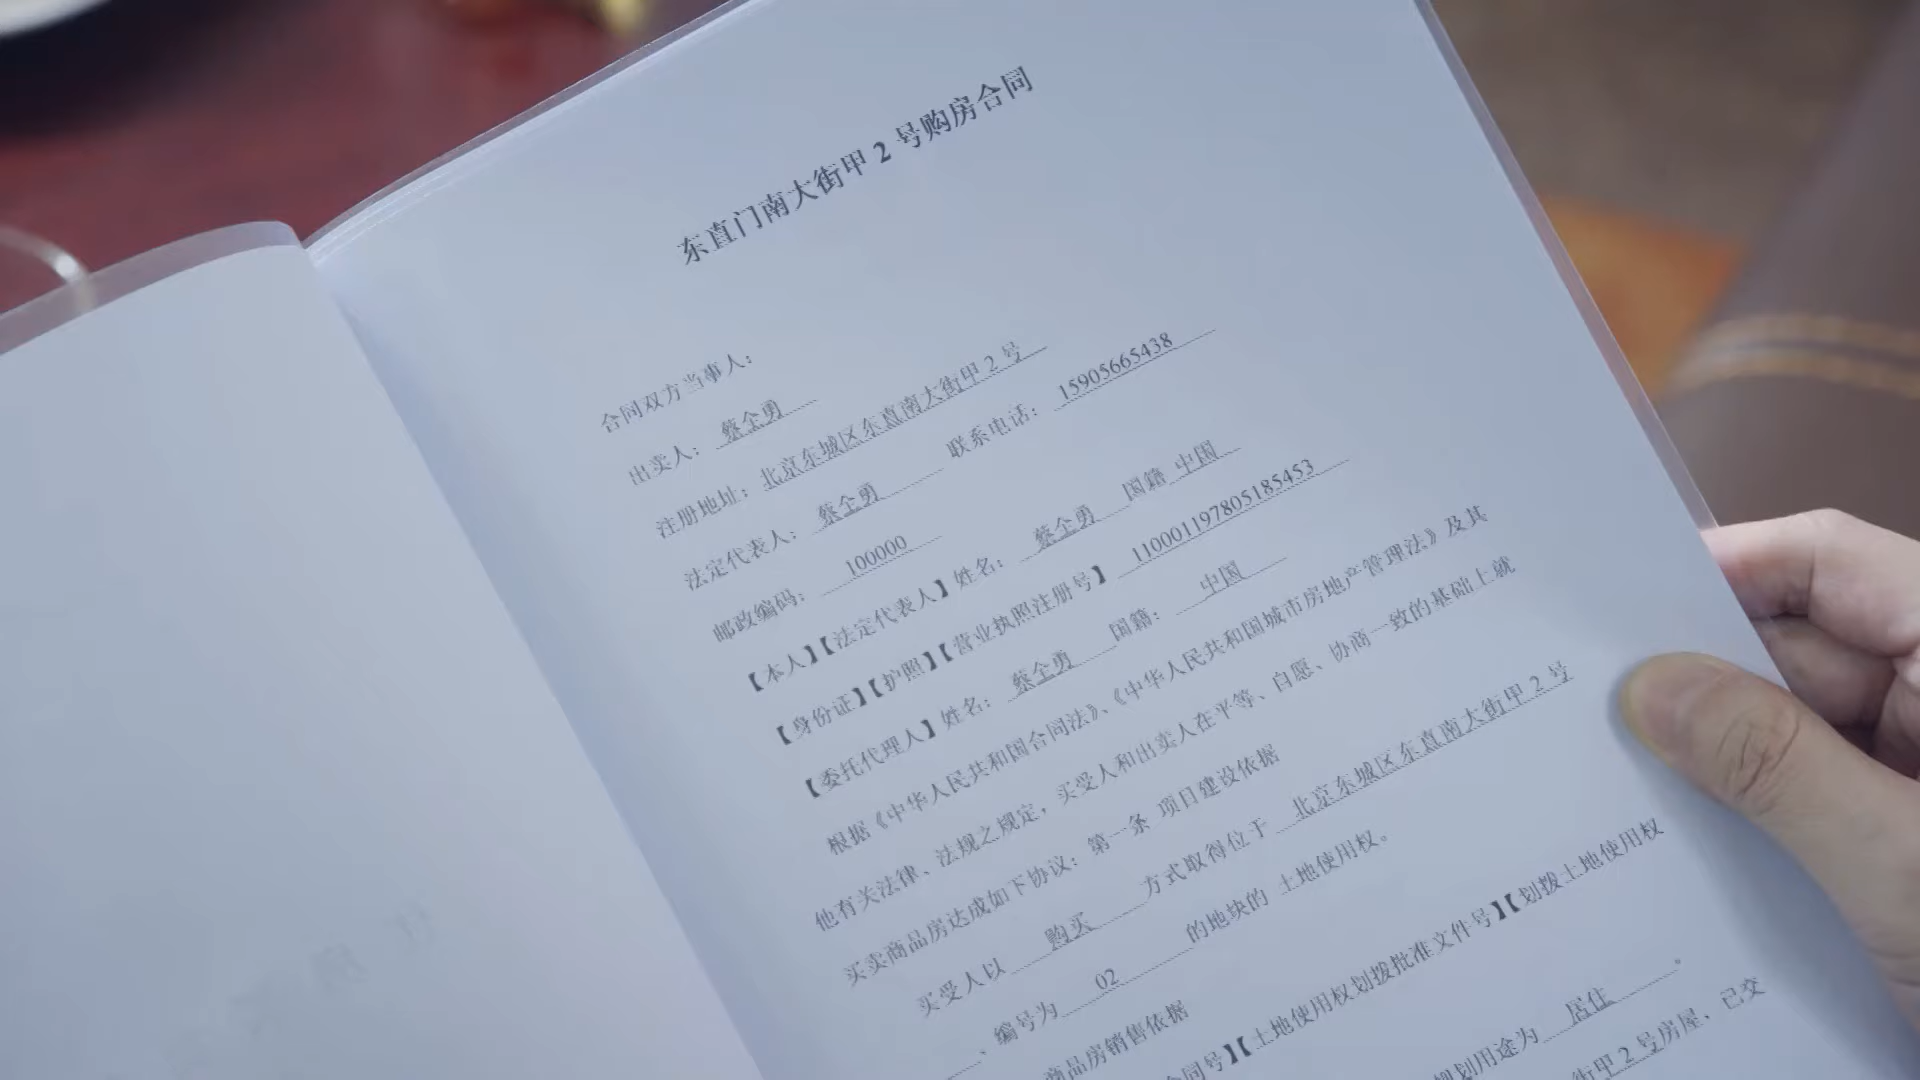 东直门南大街甲 2 号购房合同
合同双方当事人：
出卖人： 蔡全勇
注册地址： 北京东城区东直南大街甲 2 号
法定代表人： 蔡全勇 联系电话： 15905665438
邮政编码： 100000
【本人】【法定代表人】姓名： 蔡全勇 国籍 中国
【身份证】【护照】【营业执照注册号】 110001197805185453
【委托代理人】姓名： 蔡全勇 国籍： 中国
根据《中华人民共和国合同法》、《中华人民共和国城市房地产管理法》及其
他有关法律、法规之规定，买受人和出卖人在平等、自愿、协商一致的基础上就
买卖商品房达成如下协议：第一条 项目建设依据
买受人以 购买 方式取得位于 北京东城区东直南大街甲 2 号
、编号为 02 的地块的 土地使用权。
商品房销售依据
合同号】【土地使用权划拨批准文件号】【划拨土地使用权
规划用途为 居住 。
街甲 2 号房屋，已交